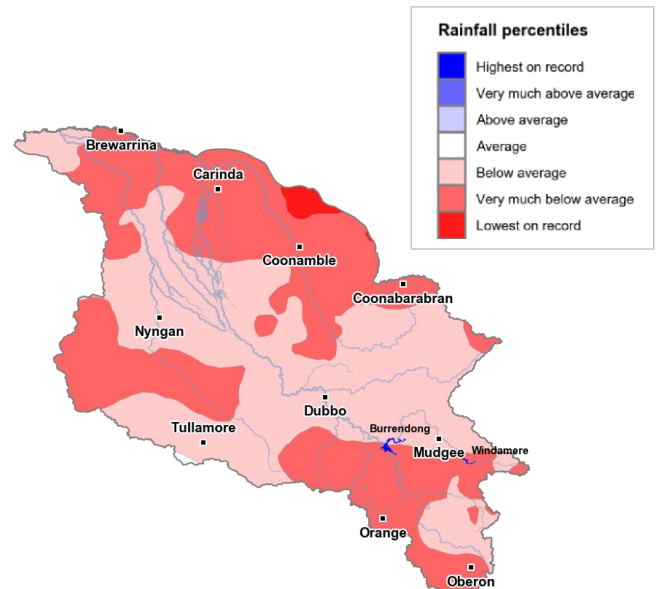 Rainfall percentiles
Highest on record
Very much above average
Above average
Average
Below average
Very much below average
Lowest on record
Brewarrina
Carinda
Coonamble
Coonabarabran
Nyngan
Dubbo
Tullamore
Burrendong
Mudgee
Windamere
Orange
Oberon